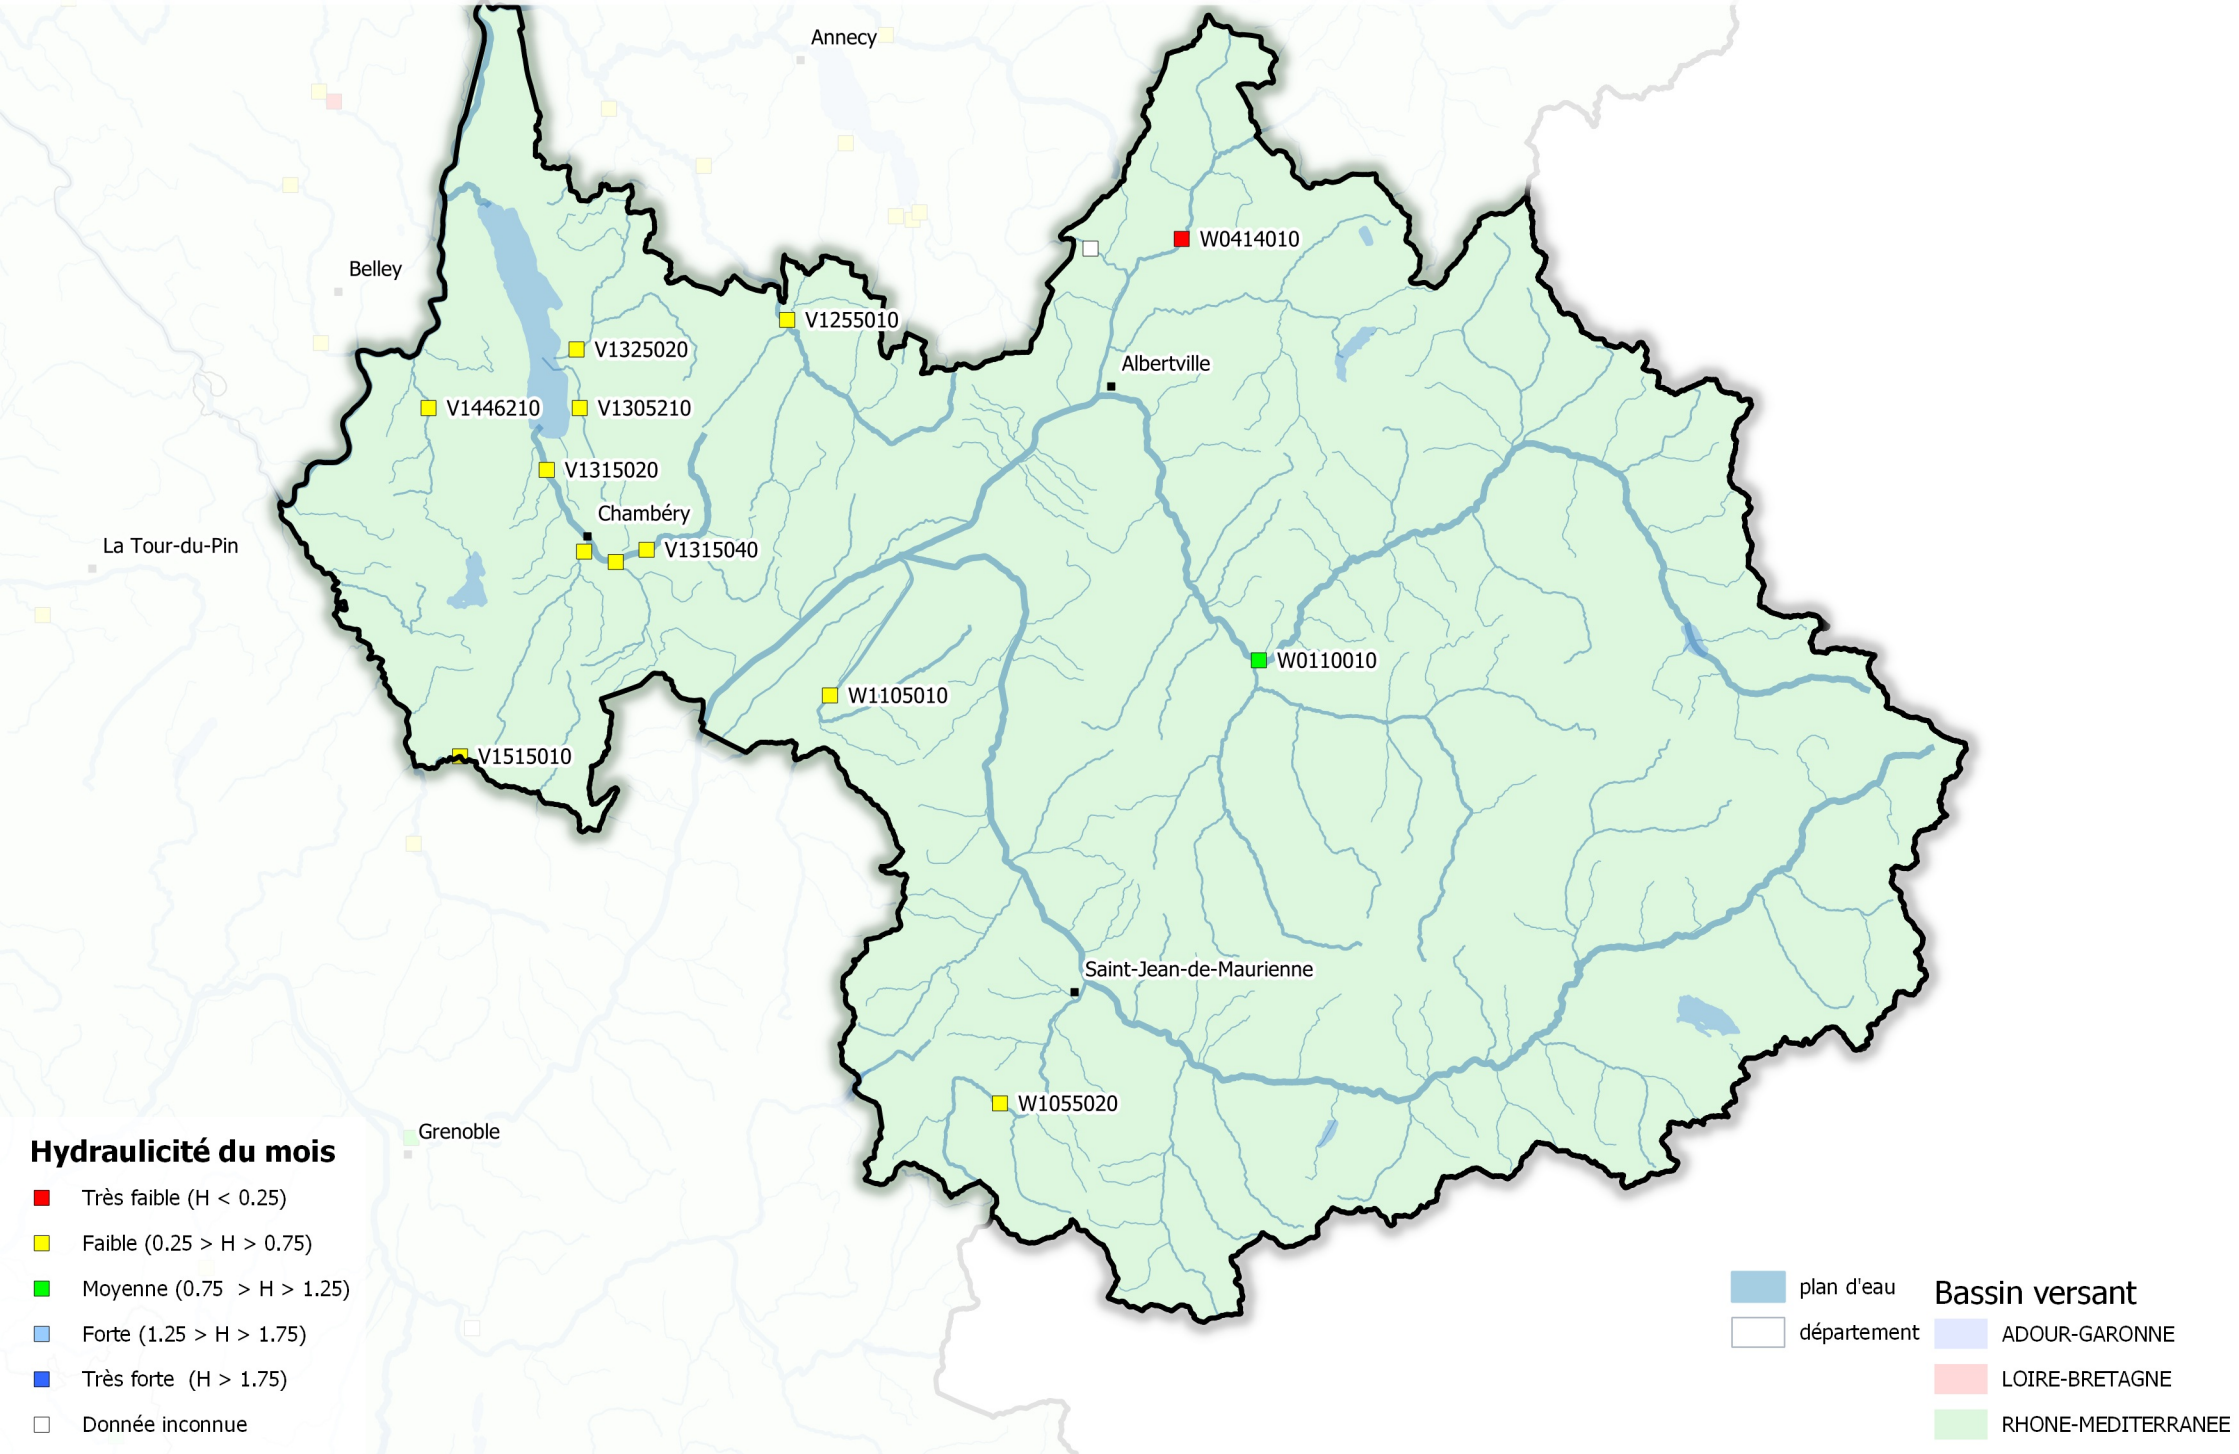 Annecy
W0414010
Belley
V1255010
V1325020
Albertville
V1446210
V1305210
V1315020
Chambéry
La Tour-du-Pin
V1315040
W0110010
W1105010
V1515010
Saint-Jean-de-Maurienne
W1055020
Grenoble
Hydraulicité du mois
Très faible (H < 0.25)
Faible (0.25 > H > 0.75)
Moyenne (0.75 > H > 1.25)
Forte (1.25 > H > 1.75)
Très forte (H > 1.75)
Donnée inconnue
plan d'eau
département
Bassin versant
ADOUR-GARONNE
LOIRE-BRETAGNE
RHONE-MEDITERRANEE